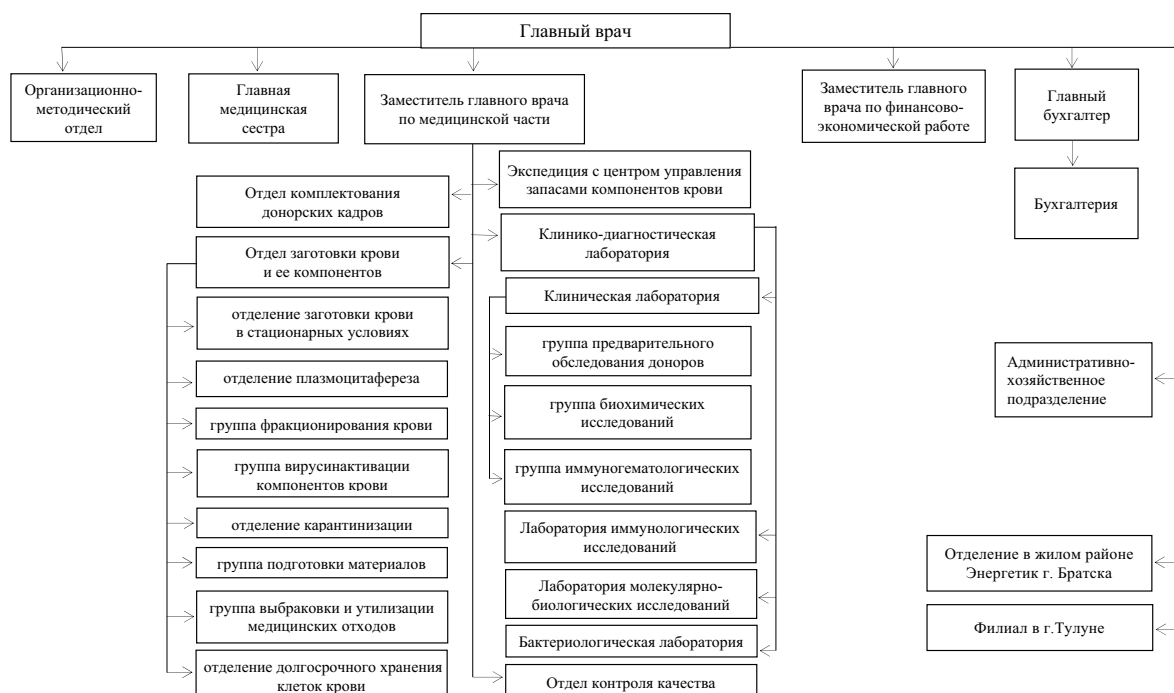 Главный врач
Организационно-
методический
отдел
Главная
медицинская
сестра
Заместитель главного врача
по медицинской части
Заместитель главного
врача по финансово-
экономической работе
Главный
бухгалтер
Бухгалтерия
Отдел комплектования
донорских кадров
Экспедиция с центром управления
запасами компонентов крови
Отдел заготовки крови
и ее компонентов
Клинико-диагностическая
лаборатория
отделение заготовки крови
в стационарных условиях
отделение плазмоцитафереза
группа фракционирования крови
группа вирусинактивации
компонентов крови
отделение карантинизации
группа подготовки материалов
группа выбраковки и утилизации
медицинских отходов
отделение долгосрочного хранения
клеток крови
Клиническая лаборатория
группа предварительного
обследования доноров
группа биохимических
исследований
группа иммуногематологических
исследований
Лаборатория иммунологических
исследований
Лаборатория молекулярно-
биологических исследований
Бактериологическая лаборатория
Отдел контроля качества
Административно-
хозяйственное
подразделение
Отделение в жилом районе
Энергетик г. Братска
Филиал в г.Тулуне